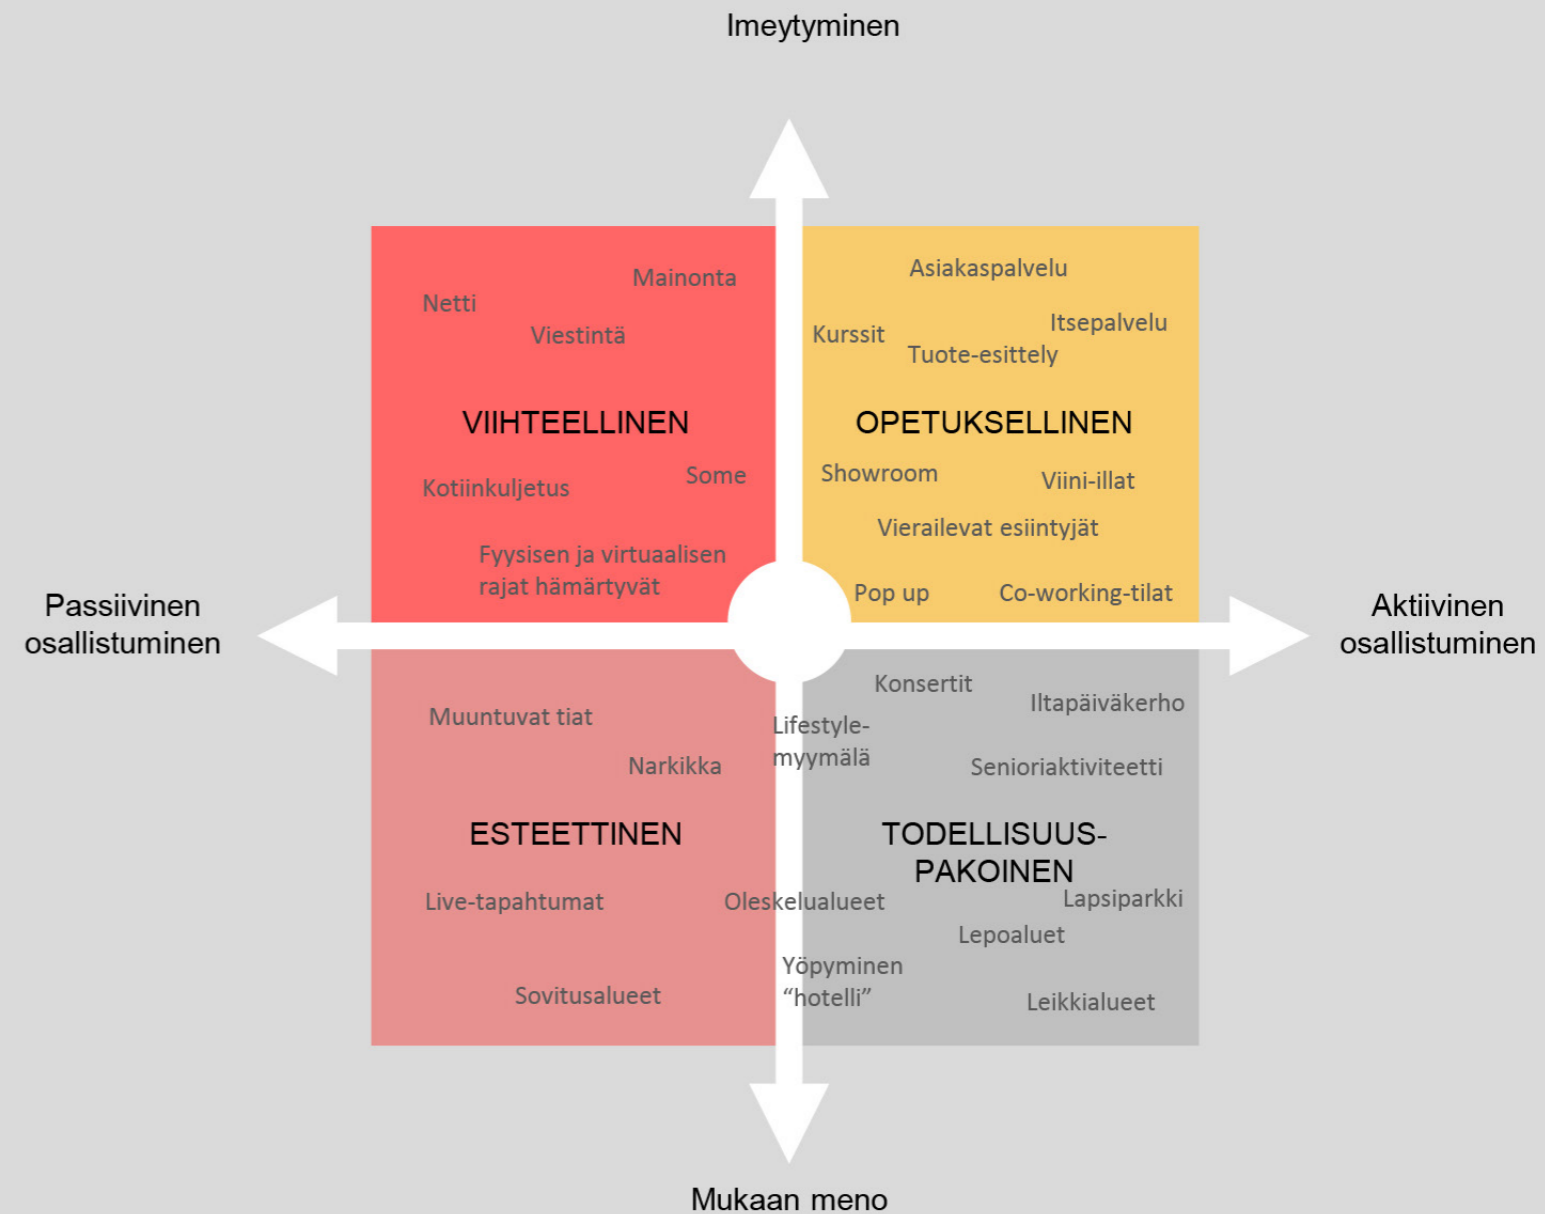 Imeytyminen
Mainonta
Netti
Viestintä
VIIHTEELLINEN
Some
Kotiinkuljetus
Fyysisen ja virtuaalisen
rajat hämärtyvät
Asiakaspalvelu
Itsepalvelu
Kurssit
Tuote-esittely
OPETUKSELLINEN
Showroom
Viini-illat
Vierailevat esiintyjät
Pop up
Co-working-tilat
Passiivinen
osallistuminen
Aktiivinen
osallistuminen
Muuntuvat tiat
Narkikka
ESTEETTINEN
Live-tapahtumat
Sovitusalueet
Lifestyle-
myymälä
Oleskelualueet
Yöpyminen
“hotelli”
Konsertit
Iltapäiväkerho
Senioriaktiviteetti
TODELLISUUS-
PAKOINEN
Lapsiparkki
Lepoaluet
Leikkialueet
Mukaan meno